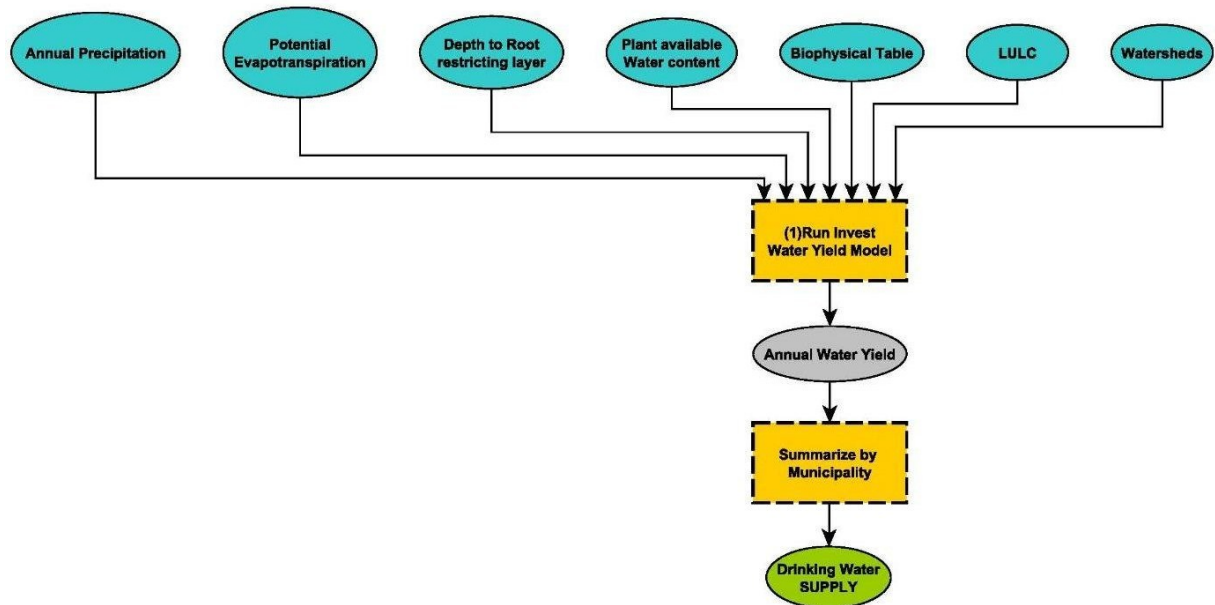 Annual Precipitation
Potential
Evapotranspiration
Depth to Root
restricting layer
Plant available
Water content
Biophysical Table
LULC
Watersheds
(1)Run Invest
Water Yield Model
Annual Water Yield
Summarize by
Municipality
Drinking Water
SUPPLY